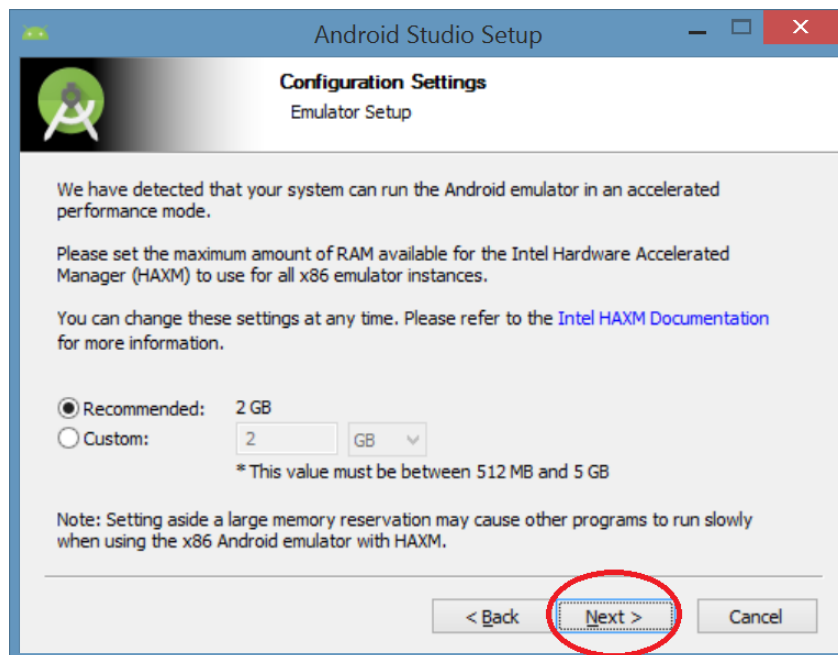 Android Studio Setup
Configuration Settings
Emulator Setup
We have detected that your system can run the Android emulator in an accelerated
performance mode.
Please set the maximum amount of RAM available for the Intel Hardware Accelerated
Manager (HAXM) to use for all x86 emulator instances.
You can change these settings at any time. Please refer to the Intel HAXM Documentation
for more information.
Recommended: 2 GB
Custom: 2 GB
* This value must be between 512 MB and 5 GB
Note: Setting aside a large memory reservation may cause other programs to run slowly
when using the x86 Android emulator with HAXM.
< Back Next > Cancel